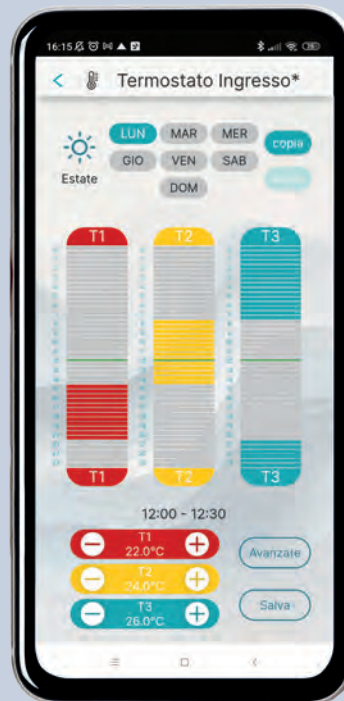 16:15
Termostato Ingresso*
LUN MAR MER copia
GIO VEN SAB
Estate
DOM
T1 T2 T3
T1 T2 T3
12:00 - 12:30
T1
22.0°C
Avanzate
T2
24.0°C
T3
26.0°C
Salva